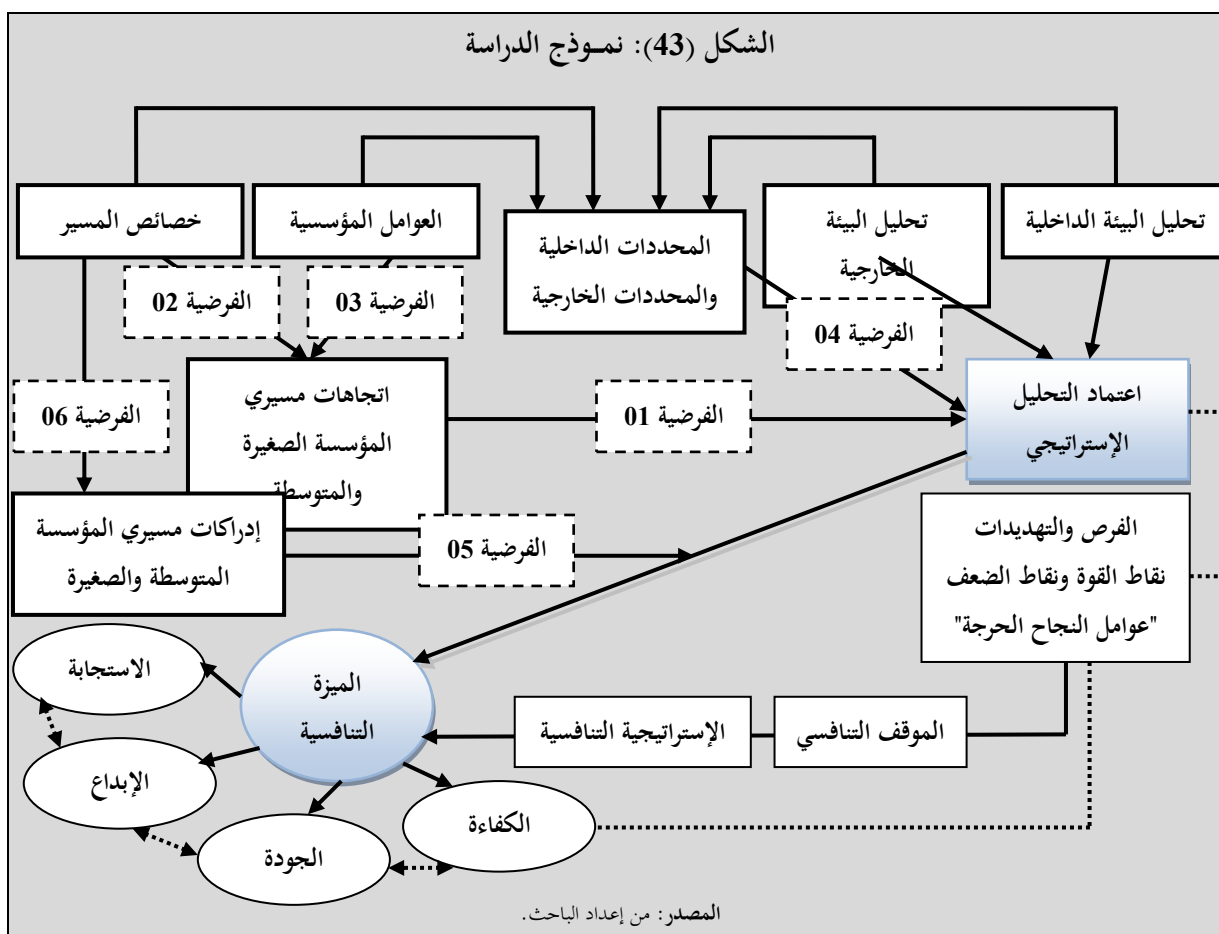 الشكل (43): نمـوذج الدراسة
تحليل البيئة الداخلية
تحليل البيئة
الخارجية
المحددات الداخلية
والمحددات الخارجية
العوامل المؤسسية
خصائص المسير
الفرضية 04
الفرضية 03
الفرضية 02
اعتماد التحليل
الإستراتيجي
الفرضية 01
اتجاهات مسيري
المؤسسة الصغيرة
والمتوسطة
الفرضية 06
الفرص والتهديدات
نقاط القوة ونقاط الضعف
"عوامل النجاح الحرجة"
الفرضية 05
إدراكات مسيري المؤسسة
المتوسطة والصغيرة
الموقف التنافسي
الإستراتيجية التنافسية
الميزة
التنافسية
الاستجابة
الإبداع
الجودة
الكفاءة
المصدر: من إعداد الباحث.